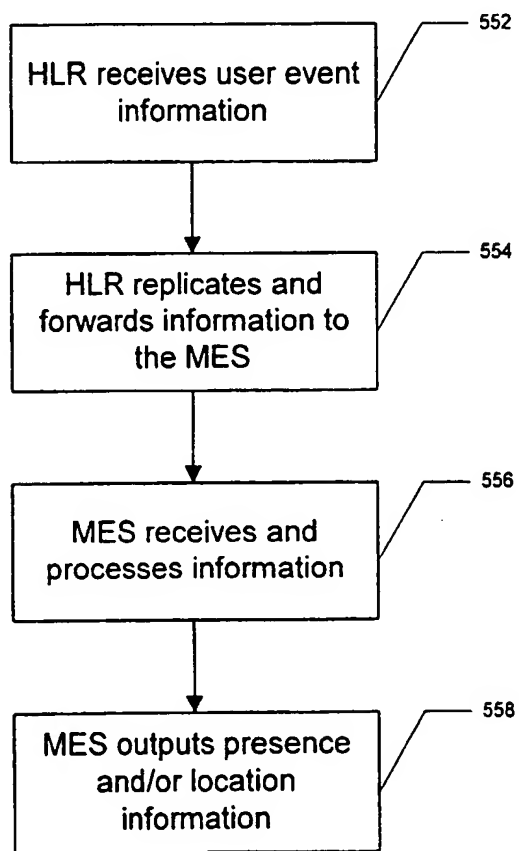 552
HLR receives user event
information
554
HLR replicates and
forwards information to
the MES
556
MES receives and
processes information
558
MES outputs presence
and/or location
information